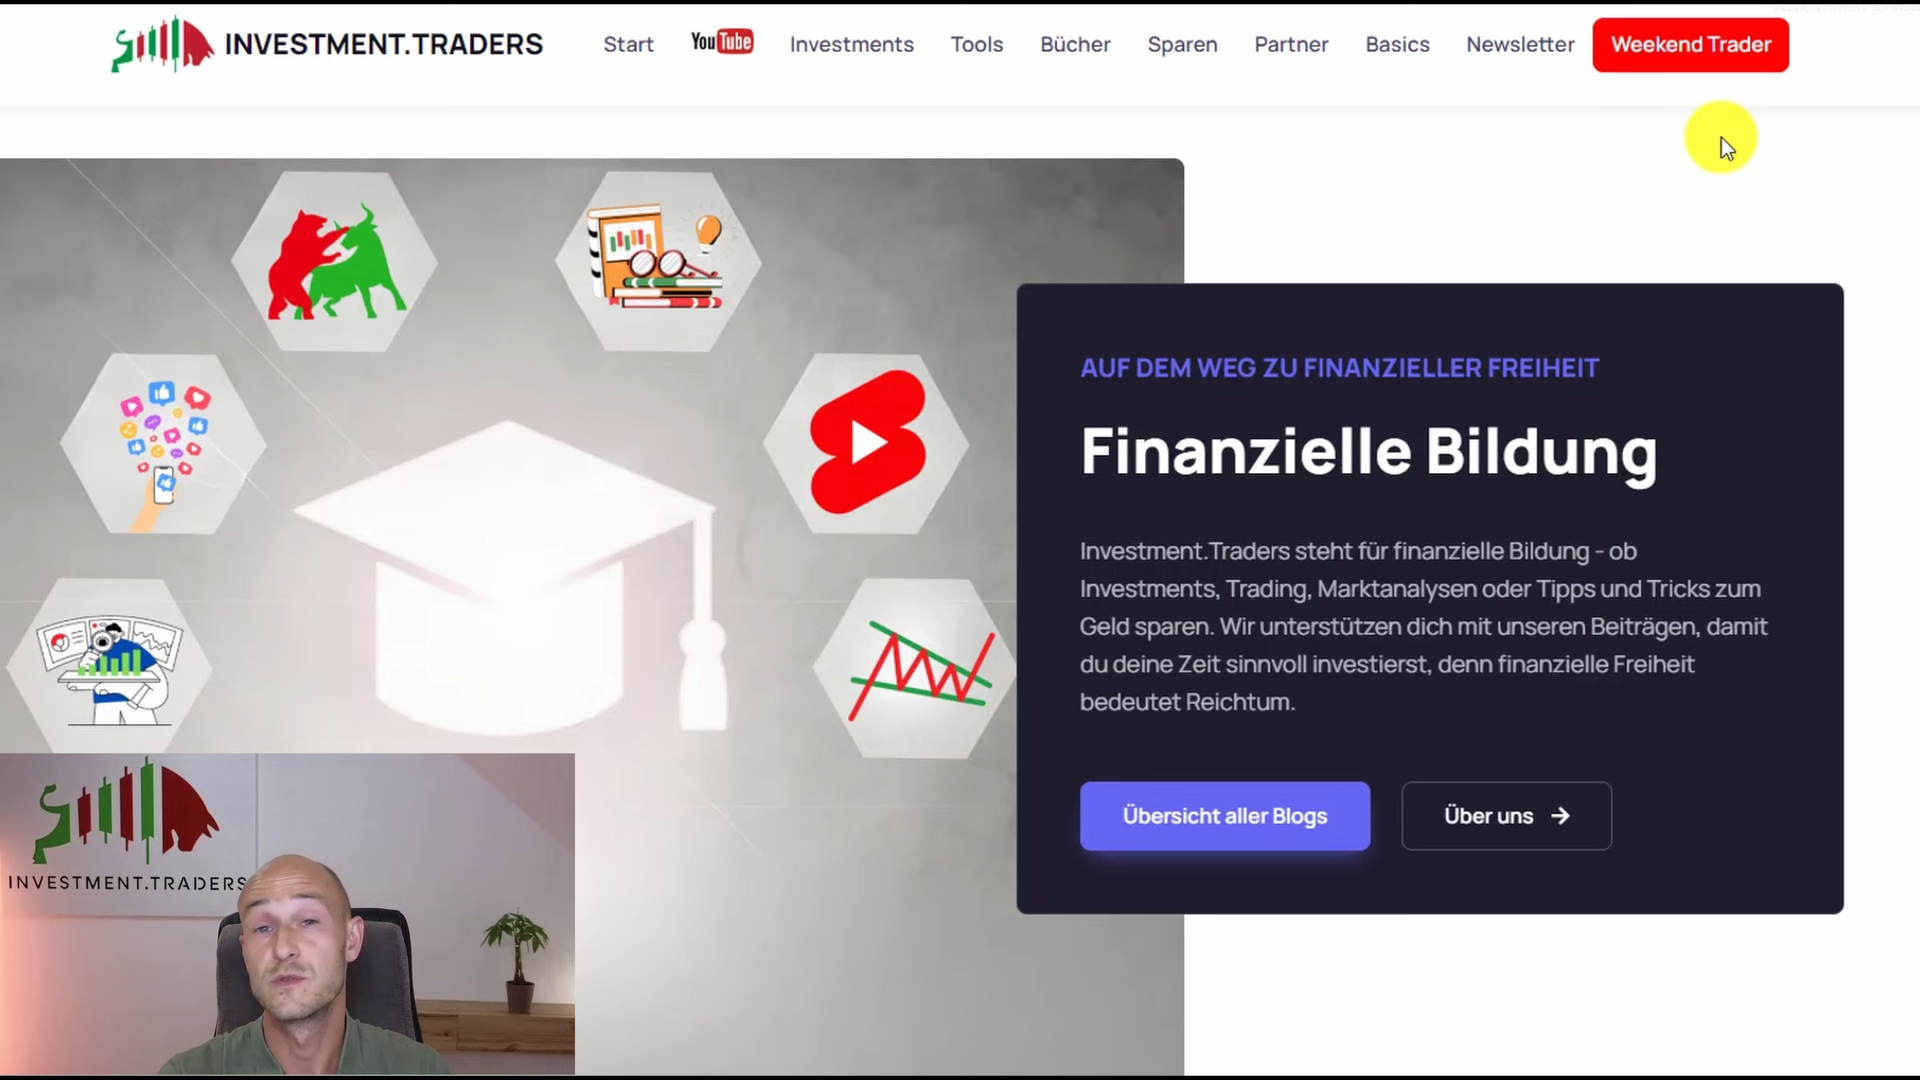 INVESTMENT.TRADERS
Start
YouTube
Investments
Tools
Bücher
Sparen
Partner
Basics
Newsletter
Weekend Trader
AUF DEM WEG ZU FINANZIELLER FREIHEIT
Finanzielle Bildung
Investment.Traders steht für finanzielle Bildung - ob
Investments, Trading, Marktanalysen oder Tipps und Tricks zum
Geld sparen. Wir unterstützen dich mit unseren Beiträgen, damit
du deine Zeit sinnvoll investierst, denn finanzielle Freiheit
bedeutet Reichtum.
Übersicht aller Blogs
Über uns
INVESTMENT.TRADERS